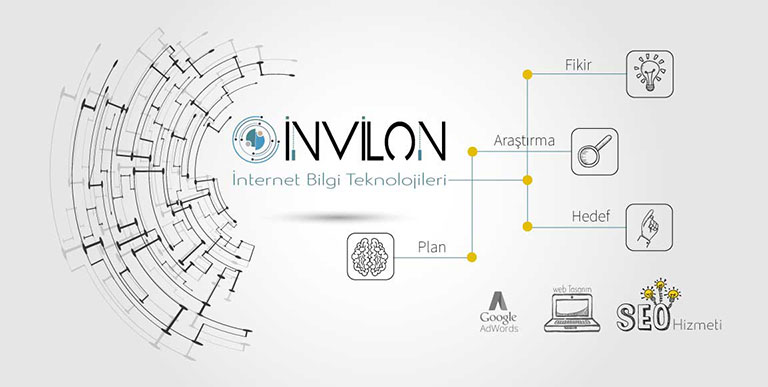 Fikir
İNVİLON
Araştırma
İnternet Bilgi Teknolojileri
Hedef
Plan
web Tasarım
Google
AdWords
SEO Hizmeti